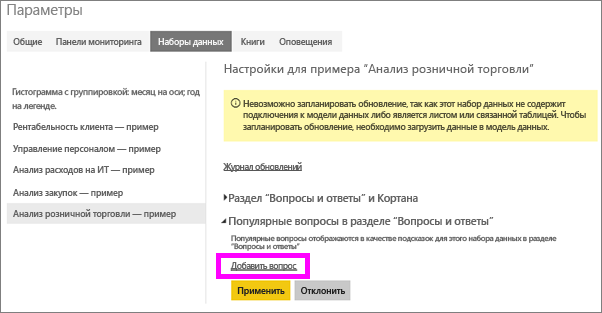 Параметры
Общие Панели мониторинга Наборы данных Книги Оповещения
Гистограмма с группировкой: месяц на оси; год
на легенде.
Рентабельность клиента — пример
Управление персоналом — пример
Анализ расходов на ИТ — пример
Анализ закупок — пример
Анализ розничной торговли — пример
Настройки для примера "Анализ розничной торговли"
Невозможно запланировать обновление, так как этот набор данных не содержит
подключения к модели данных либо является листом или связанной таблицей. Чтобы
запланировать обновление, необходимо загрузить данные в модель данных.
Журнал обновлений
Раздел "Вопросы и ответы" и Кортана
Популярные вопросы в разделе "Вопросы и ответы"
Популярные вопросы отображаются в качестве подсказок для этого набора данных в разделе
"Вопросы и ответы"
Добавить вопрос
Применить Отклонить